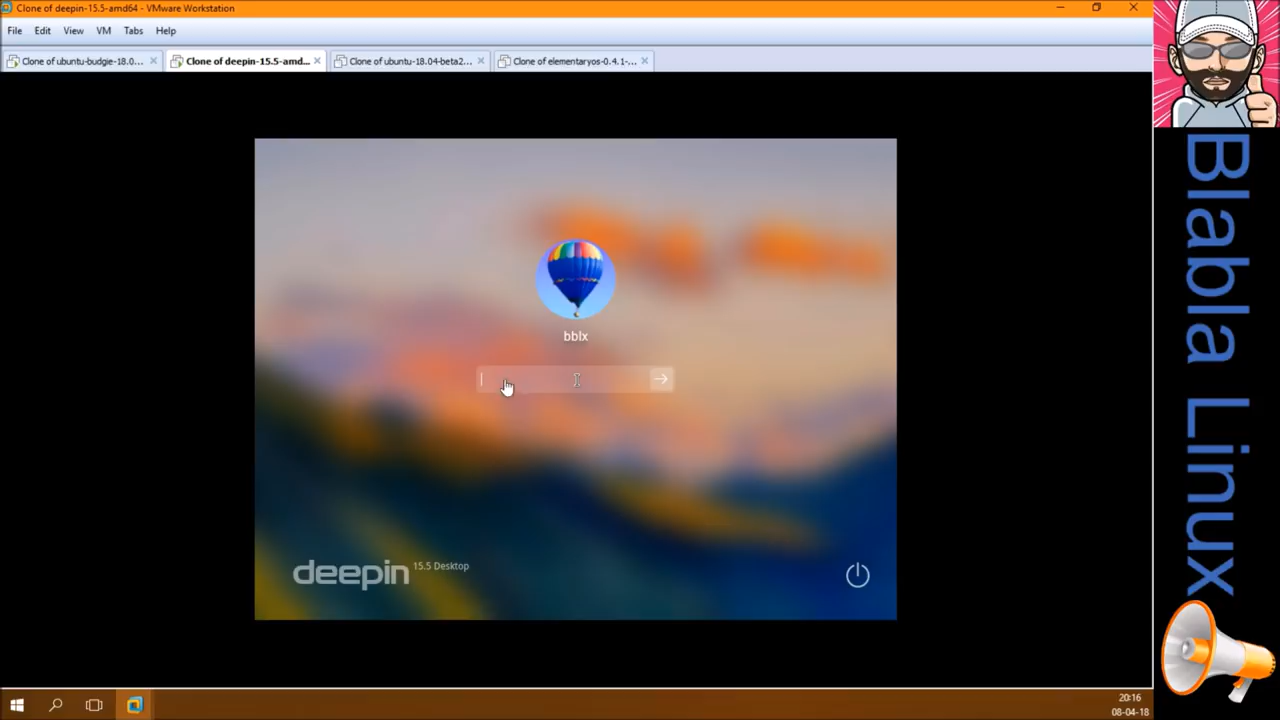 Clone of deepin-15.5-amd64 - VMware Workstation
File Edit View VM Tabs Help
Clone of ubuntu-budgie-18.0... Clone of deepin-15.5-amd... Clone of ubuntu-18.04-beta2... Clone of elementaryos-0.4.1-...
bblx
deepin 15.5 Desktop
Blabla Linux
20:16
08-04-18